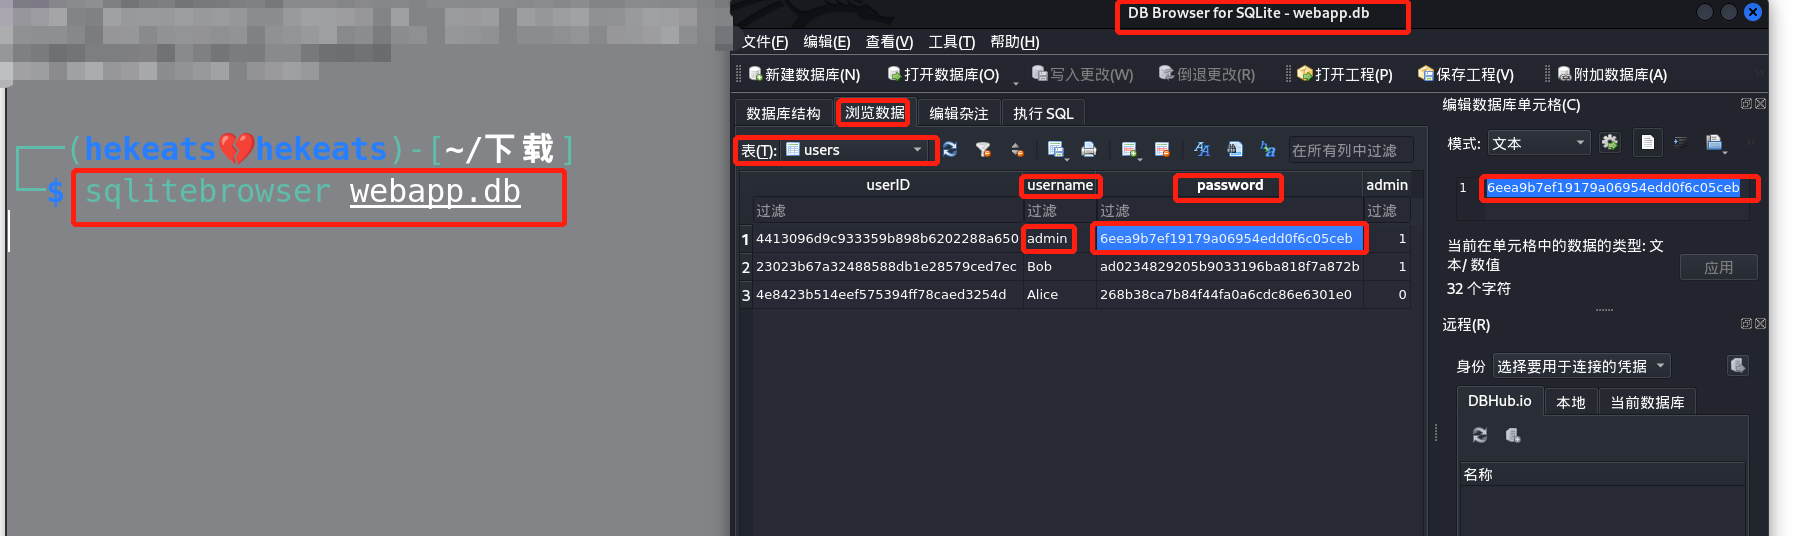 (hekeats💔hekeats)-[~/下载]
$ sqlitebrowser webapp.db
DB Browser for SQLite - webapp.db
文件(F) 编辑(E) 查看(V) 工具(T) 帮助(H)
新建数据库(N) 打开数据库(O) 写入更改(W) 倒退更改(R) 打开工程(P) 保存工程(V) 附加数据库(A)
数据库结构 浏览数据 编辑杂注 执行 SQL
表(T): users 在所有列中过滤
userID username password admin
过滤 过滤 过滤 过滤
1 4413096d9c933359b898b6202288a650 admin 6eea9b7ef19179a06954edd0f6c05ceb 1
2 23023b67a32488588db1e28579ced7ec Bob ad0234829205b9033196ba818f7a872b 1
3 4e8423b514eef575394ff78caed3254d Alice 268b38ca7b84f44fa0a6cdc86e6301e0 0
编辑数据库单元格(C)
模式: 文本
1 6eea9b7ef19179a06954edd0f6c05ceb
当前在单元格中的数据的类型: 文
本/ 数值
32 个字符
应用
远程(R)
身份 选择要用于连接的凭据
DBHub.io 本地 当前数据库
名称